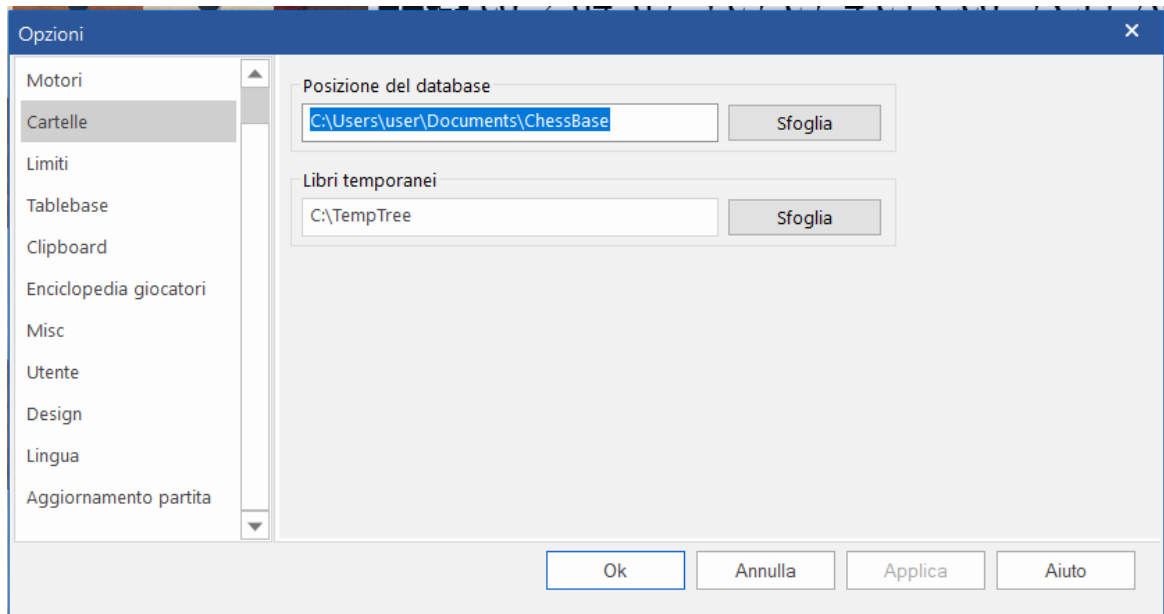 Opzioni
Motori
Cartelle
Limiti
Tablebase
Clipboard
Enciclopedia giocatori
Misc
Utente
Design
Lingua
Aggiornamento partita
Posizione del database
C:\Users\user\Documents\ChessBase
Sfoglia
Libri temporanei
C:\TempTree
Sfoglia
Ok
Annulla
Applica
Aiuto